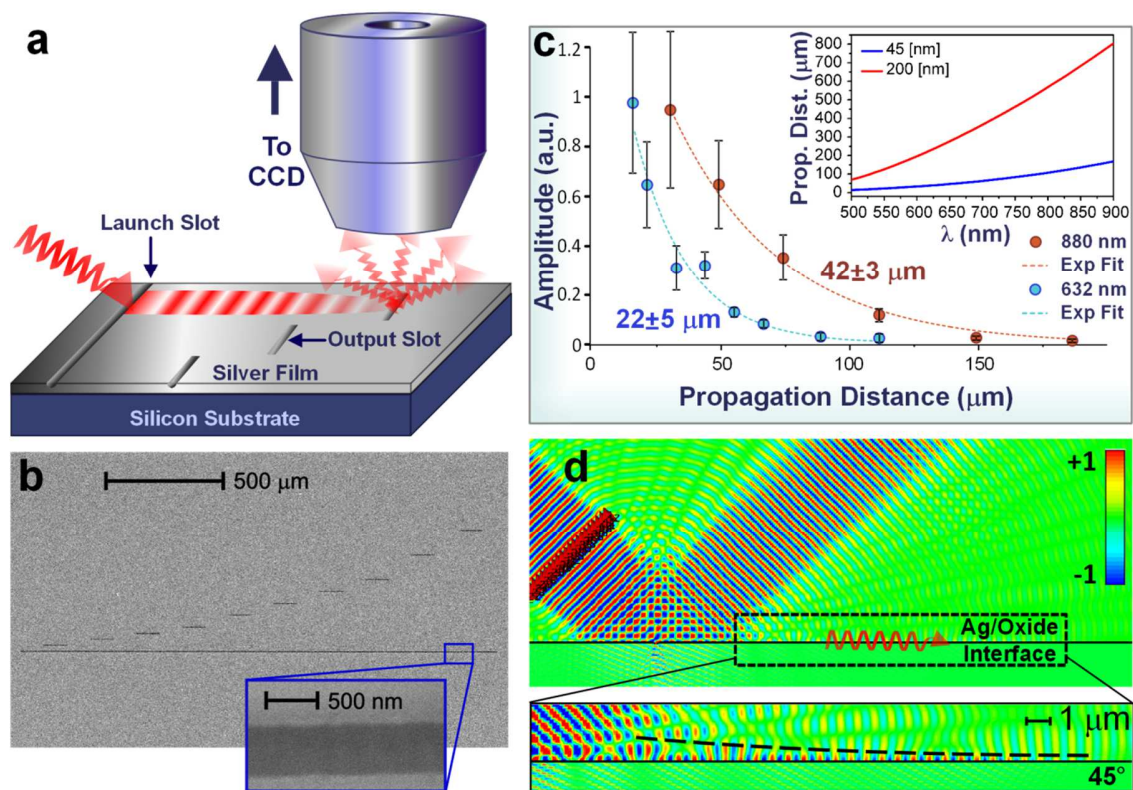 a
To
CCD
Launch Slot
Output Slot
Silver Film
Silicon Substrate
b
500 μm
500 nm
c
Amplitude (a.u.)
1.2
1
0.8
0.6
0.4
0.2
0
0
50
100
150
Propagation Distance (μm)
22±5 μm
42±3 μm
Prop. Dist. (μm)
800
700
600
500
400
300
200
100
0
45 [nm]
200 [nm]
500 550 600 650 700 750 800 850 900
λ (nm)
880 nm
Exp Fit
632 nm
Exp Fit
d
+1
-1
Ag/Oxide
Interface
1 μm
45°